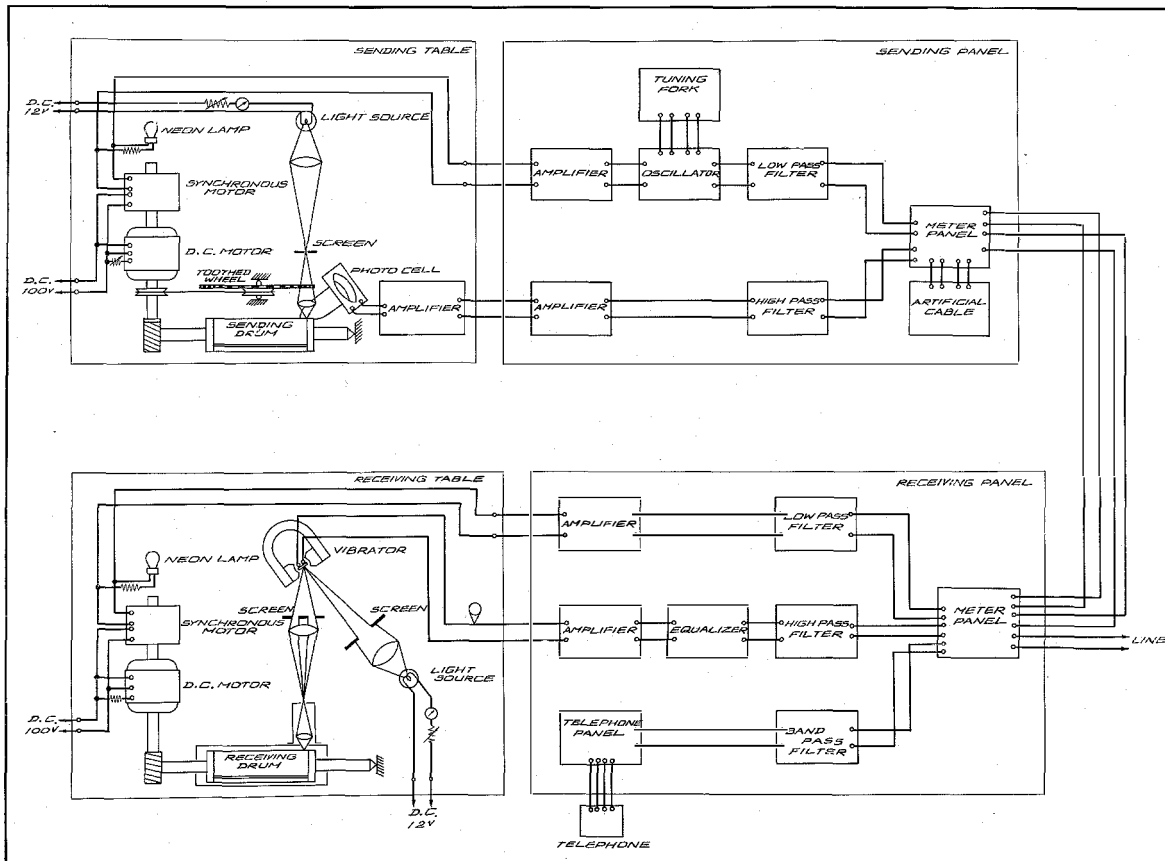 SENDING TABLE
SENDING PANEL
D.C.
12V
NEON LAMP
LIGHT SOURCE
SYNCHRONOUS
MOTOR
D.C. MOTOR
SCREEN
TOOTHED
WHEEL
PHOTO CELL
D.C.
100V
SENDING
DRUM
AMPLIFIER
TUNING
FORK
AMPLIFIER
OSCILLATOR
LOW PASS
FILTER
METER
PANEL
AMPLIFIER
HIGH PASS
FILTER
ARTIFICIAL
CABLE
RECEIVING TABLE
RECEIVING PANEL
NEON LAMP
VIBRATOR
SCREEN
SCREEN
SYNCHRONOUS
MOTOR
D.C. MOTOR
LIGHT
SOURCE
D.C.
100V
RECEIVING
DRUM
D.C.
12V
AMPLIFIER
LOW PASS
FILTER
AMPLIFIER
EQUALIZER
HIGH PASS
FILTER
METER
PANEL
LINE
TELEPHONE
PANEL
BAND
PASS
FILTER
TELEPHONE